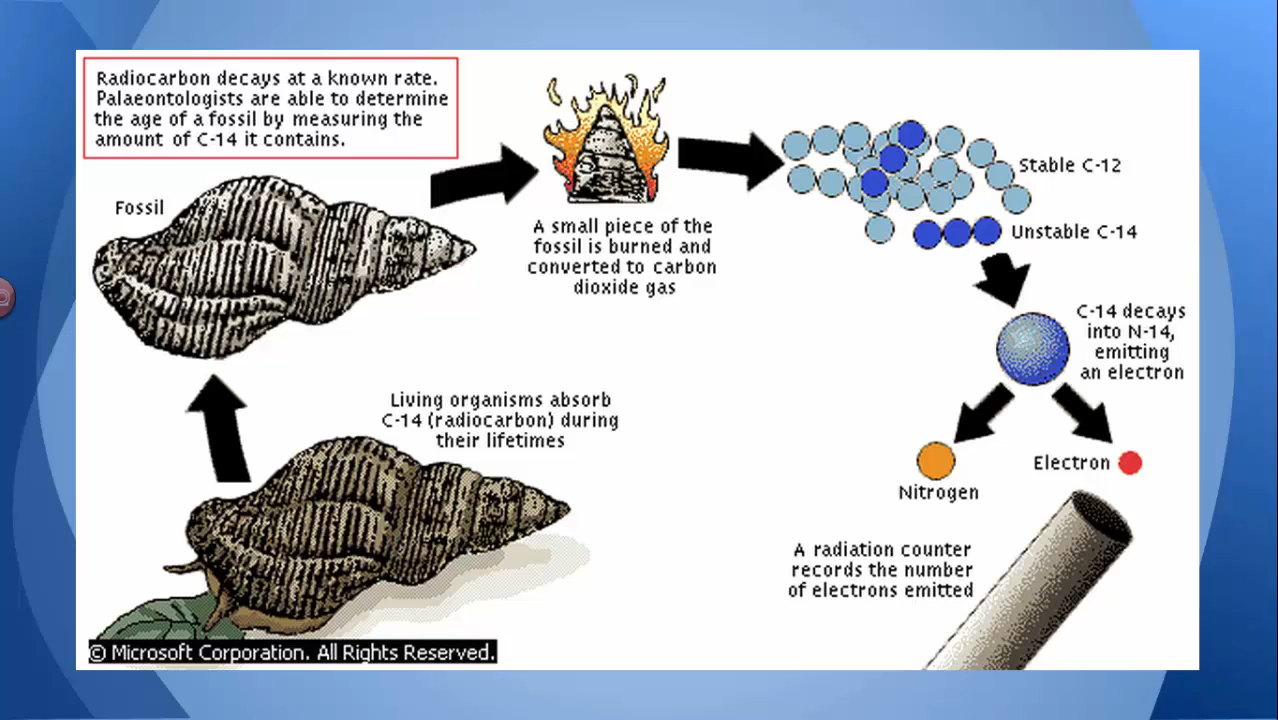 Radiocarbon decays at a known rate.
Palaeontologists are able to determine
the age of a fossil by measuring the
amount of C-14 it contains.
Fossil
A small piece of the
fossil is burned and
converted to carbon
dioxide gas
Stable C-12
Unstable C-14
C-14 decays
into N-14,
emitting
an electron
Nitrogen
Electron
A radiation counter
records the number
of electrons emitted
Living organisms absorb
C-14 (radiocarbon) during
their lifetimes
© Microsoft Corporation. All Rights Reserved.